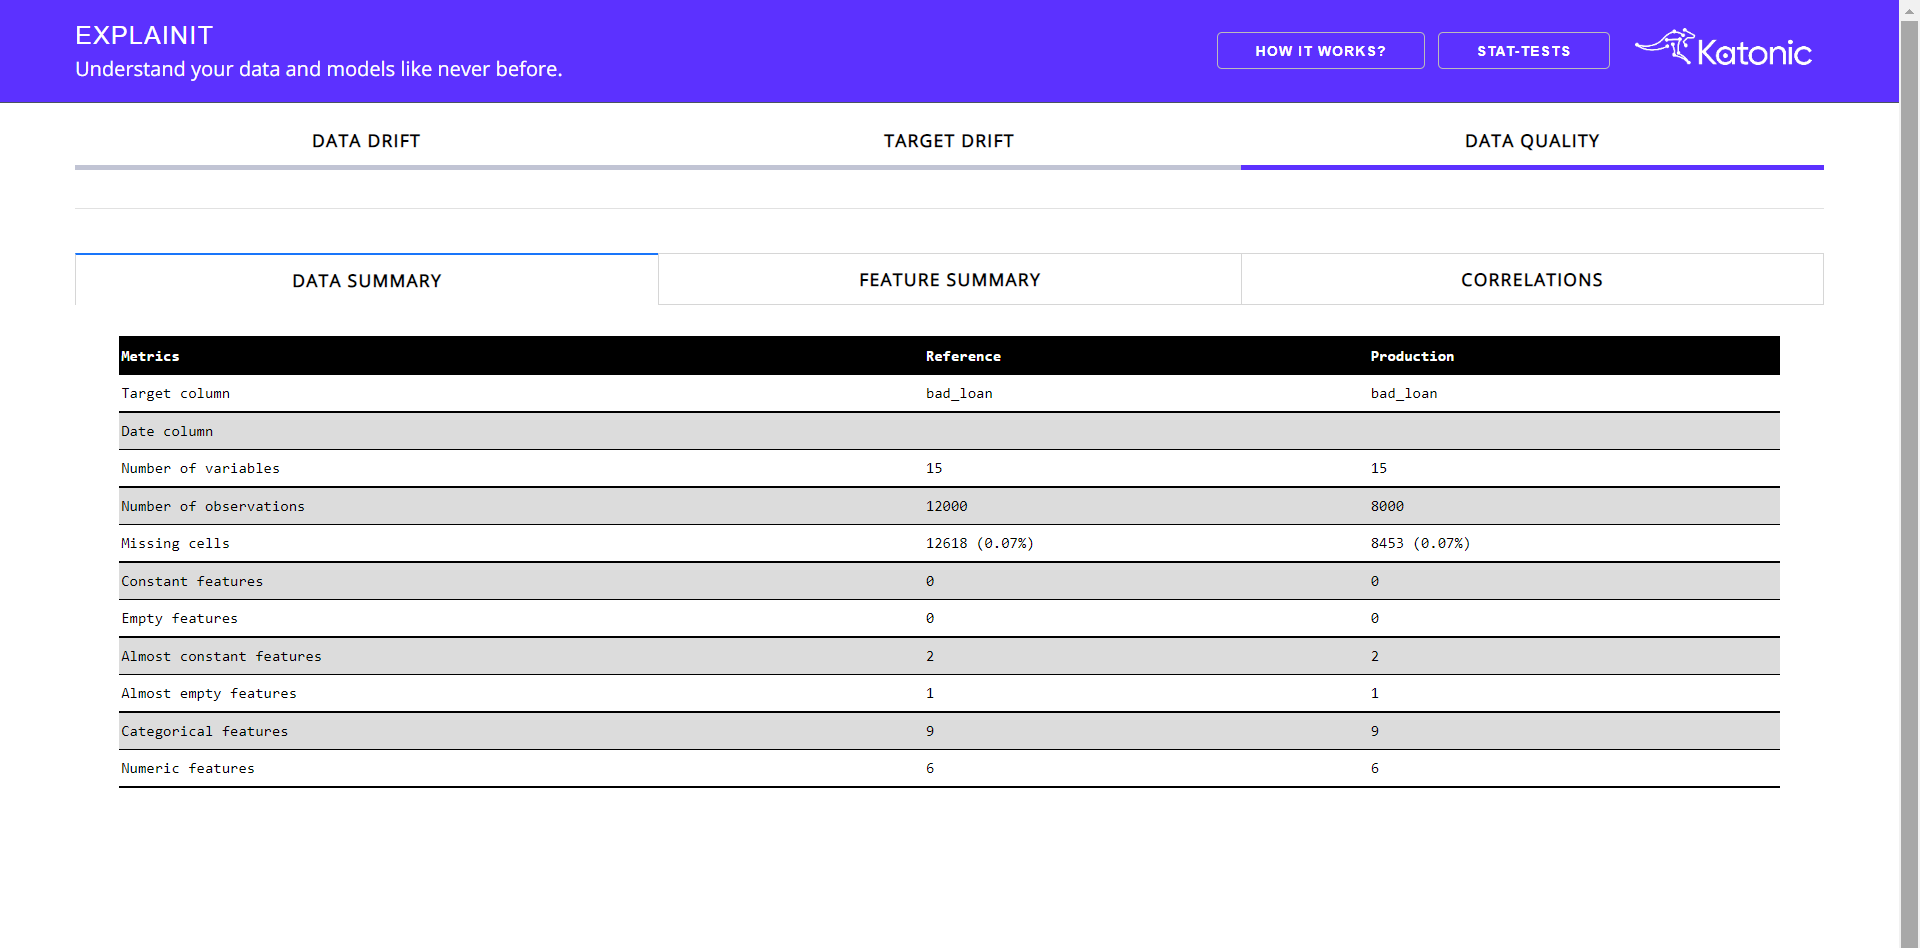 EXPLAINIT
Understand your data and models like never before.
HOW IT WORKS? STAT-TESTS Katonic
DATA DRIFT TARGET DRIFT DATA QUALITY
DATA SUMMARY FEATURE SUMMARY CORRELATIONS
Metrics Reference Production
Target column bad_loan bad_loan
Date column
Number of variables 15 15
Number of observations 12000 8000
Missing cells 12618 (0.07%) 8453 (0.07%)
Constant features 0 0
Empty features 0 0
Almost constant features 2 2
Almost empty features 1 1
Categorical features 9 9
Numeric features 6 6